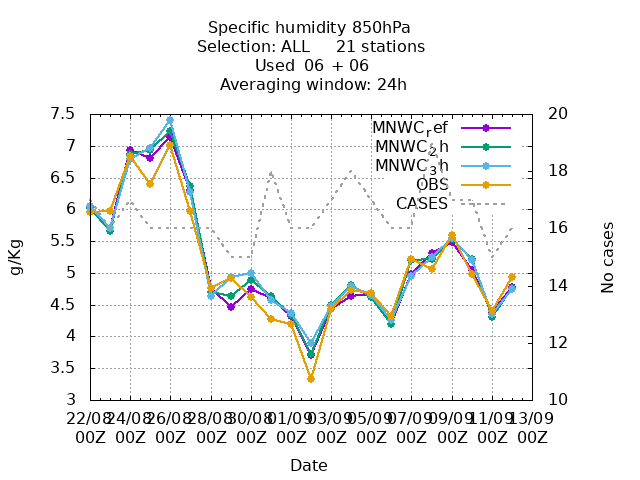 Specific humidity 850hPa
Selection: ALL 21 stations
Used 06 + 06
Averaging window: 24h
7.5
7
6.5
6
5.5
5
4.5
4
3.5
3
g/Kg
20
18
16
14
12
10
No cases
MNWCref
MNWC2h
MNWC3h
OBS
CASES
22/08 24/08 26/08 28/08 30/08 01/09 03/09 05/09 07/09 09/09 11/09 13/09
00Z 00Z 00Z 00Z 00Z 00Z 00Z 00Z 00Z 00Z 00Z 00Z
Date